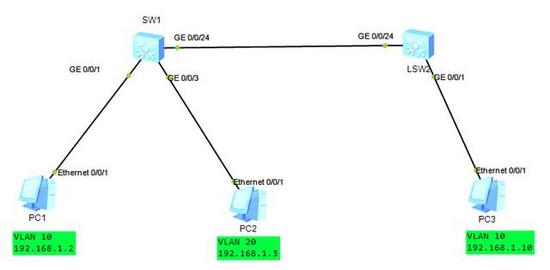 SW1
GE 0/0/24
GE 0/0/24
LSW2
GE 0/0/1
GE 0/0/3
GE 0/0/1
Ethernet 0/0/1
Ethernet 0/0/1
Ethernet 0/0/1
PC1
PC2
PC3
VLAN 10
192.168.1.2
VLAN 20
192.168.1.3
VLAN 10
192.168.1.10